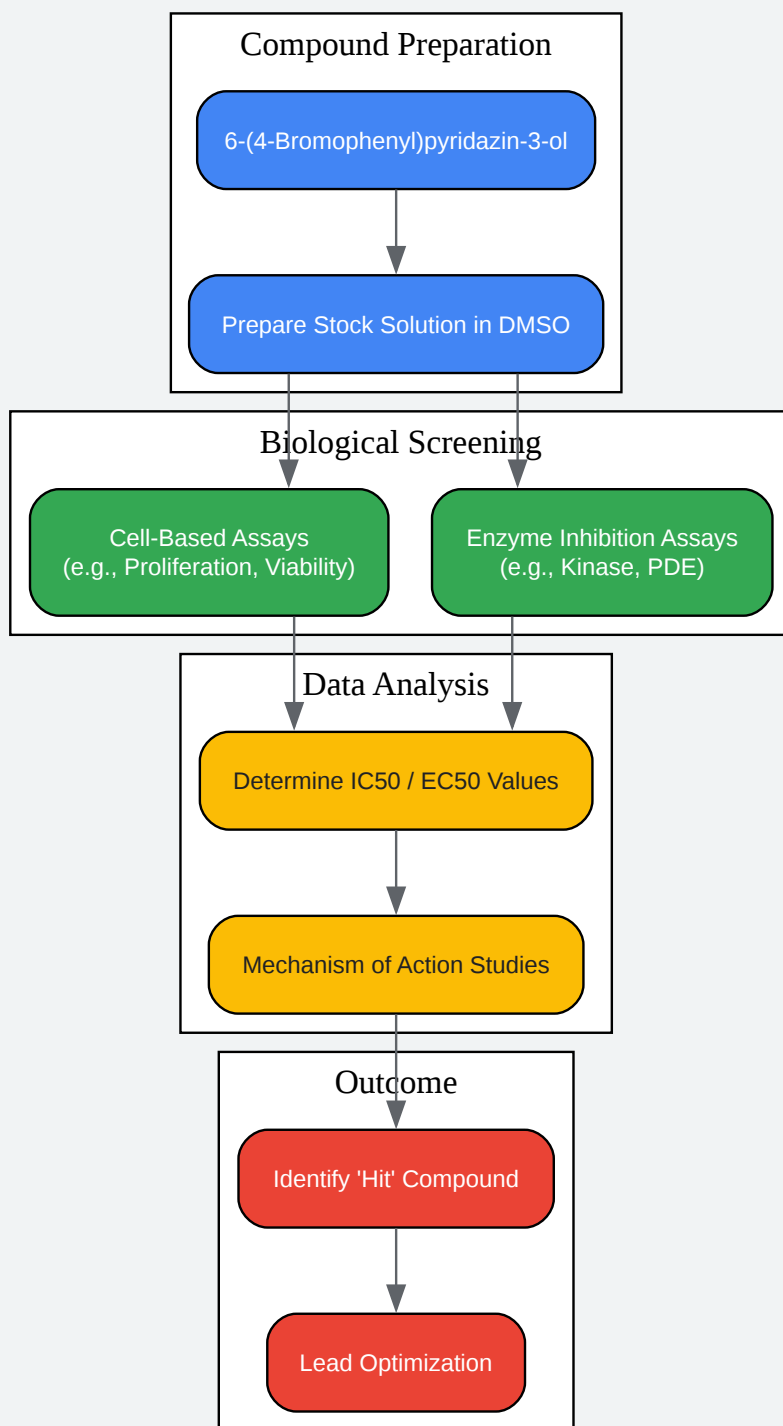 Compound Preparation
6-(4-Bromophenyl)pyridazin-3-ol
Prepare Stock Solution in DMSO
Biological Screening
Cell-Based Assays
(e.g., Proliferation, Viability)
Enzyme Inhibition Assays
(e.g., Kinase, PDE)
Data Analysis
Determine IC50 / EC50 Values
Mechanism of Action Studies
Outcome
Identify 'Hit' Compound
Lead Optimization